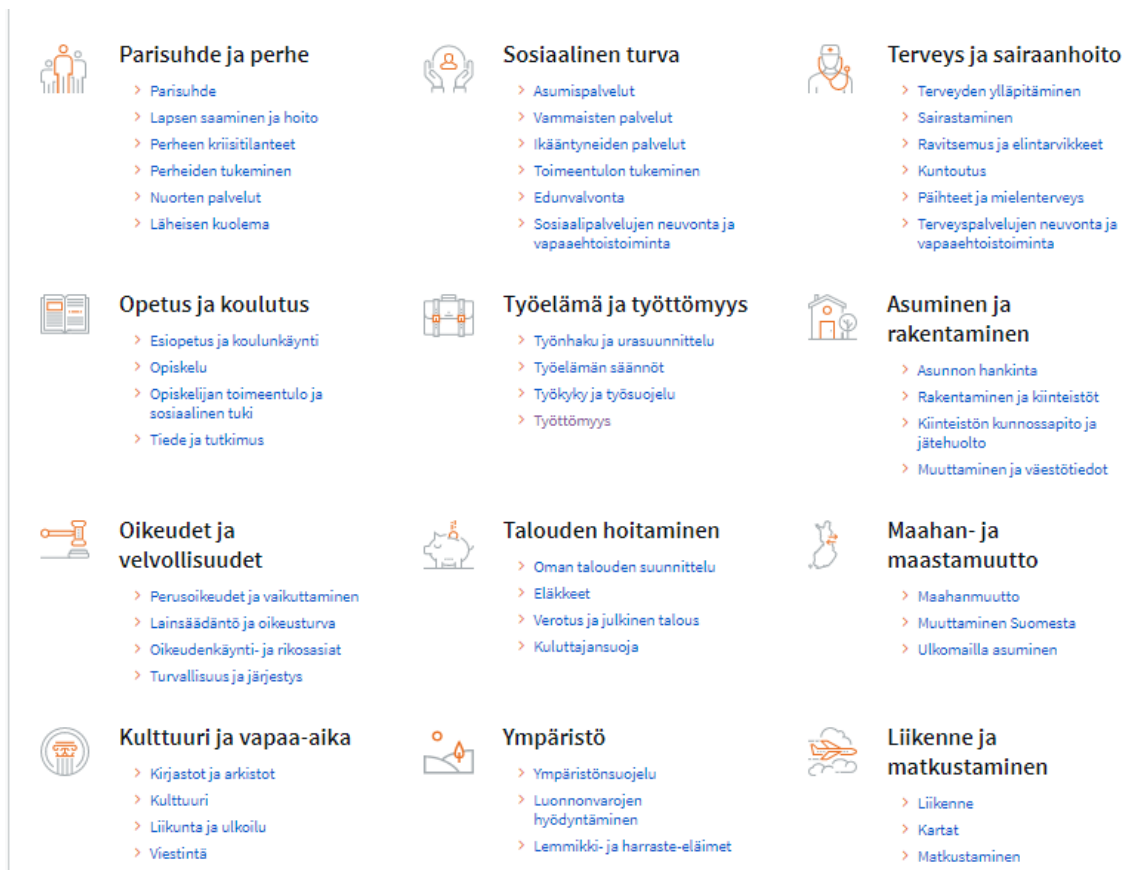 Parisuhde ja perhe
Parisuhde
Lapsen saaminen ja hoito
Perheen kriisitilanteet
Perheiden tukeminen
Nuorten palvelut
Läheisen kuolema
Sosiaalinen turva
Asumispalvelut
Vammaisten palvelut
Ikääntyneiden palvelut
Toimeentulon tukeminen
Edunvalvonta
Sosiaalipalvelujen neuvonta ja
vapaaehtoistoiminta
Terveys ja sairaanhoito
Terveyden ylläpitäminen
Sairastaminen
Ravitsemus ja elintarvikkeet
Kuntoutus
Päihteet ja mielenterveys
Terveyspalvelujen neuvonta ja
vapaaehtoistoiminta
Opetus ja koulutus
Esiopetus ja koulunkäynti
Opiskelu
Opiskelijan toimeentulo ja
sosiaalinen tuki
Tiede ja tutkimus
Työelämä ja työttömyys
Työnhaku ja urasuunnittelu
Työelämän säännöt
Työkyky ja työsuojelu
Työttömyys
Asuminen ja
rakentaminen
Asunnon hankinta
Rakentaminen ja kiinteistöt
Kiinteistön kunnossapito ja
jätehuolto
Muuttaminen ja väestötiedot
Oikeudet ja
velvollisuudet
Perusoikeudet ja vaikuttaminen
Lainsäädäntö ja oikeusturva
Oikeudenkäynti- ja rikosasiat
Turvallisuus ja järjestys
Talouden hoitaminen
Oman talouden suunnittelu
Eläkkeet
Verotus ja julkinen talous
Kuluttajansuoja
Maahan- ja
maastamuutto
Maahanmuutto
Muuttaminen Suomesta
Ulkomailla asuminen
Kulttuuri ja vapaa-aika
Kirjastot ja arkistot
Kulttuuri
Liikunta ja ulkoilu
Viestintä
Ympäristö
Ympäristönsuojelu
Luonnonvarojen
hyödyntäminen
Lemmikki- ja harraste-eläimet
Liikenne ja
matkustaminen
Liikenne
Kartat
Matkustaminen